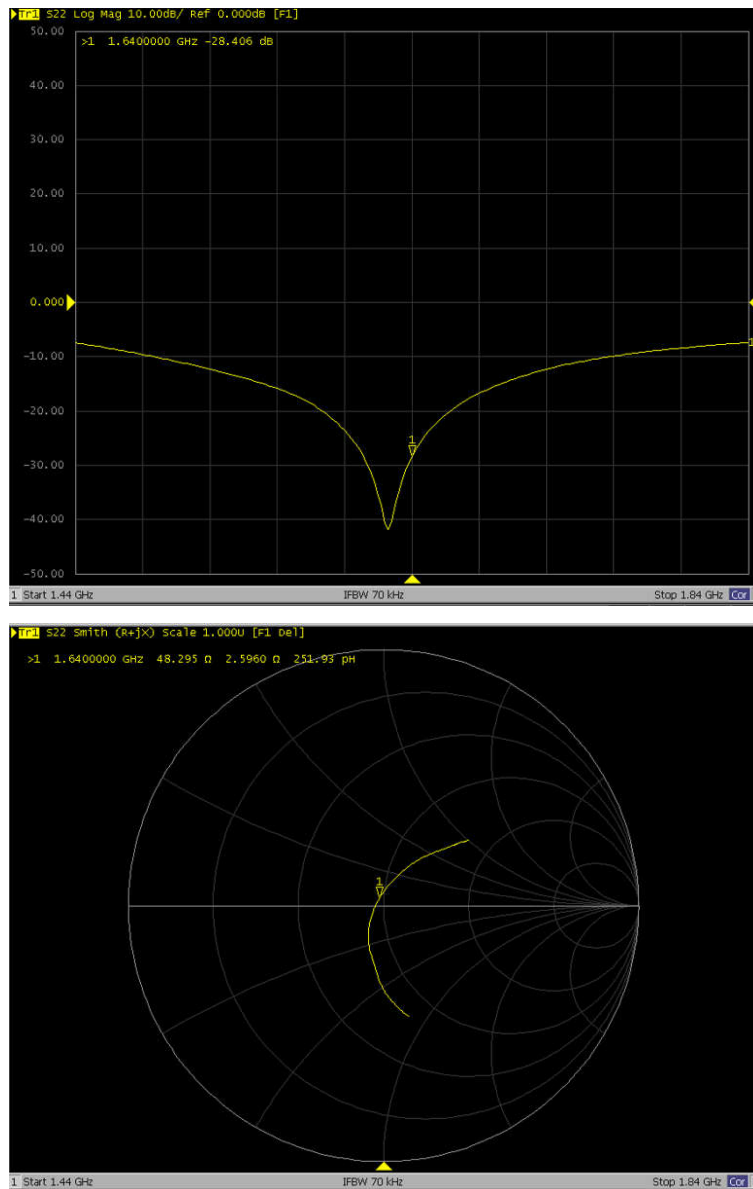 Tr1 S22 Log Mag 10.00dB/ Ref 0.000dB [F1]
50.00
>1 1.6400000 GHz -28.406 dB
40.00
30.00
20.00
10.00
0.000
-10.00
1
-20.00
1
-30.00
-40.00
-50.00
1 Start 1.44 GHz IFBW 70 kHz Stop 1.84 GHz Cor
Tr1 S22 Smith (R+jX) Scale 1.000U [F1 Del]
>1 1.6400000 GHz 48.295 Ω 2.5960 Ω 251.93 pH
1
1 Start 1.44 GHz IFBW 70 kHz Stop 1.84 GHz Cor